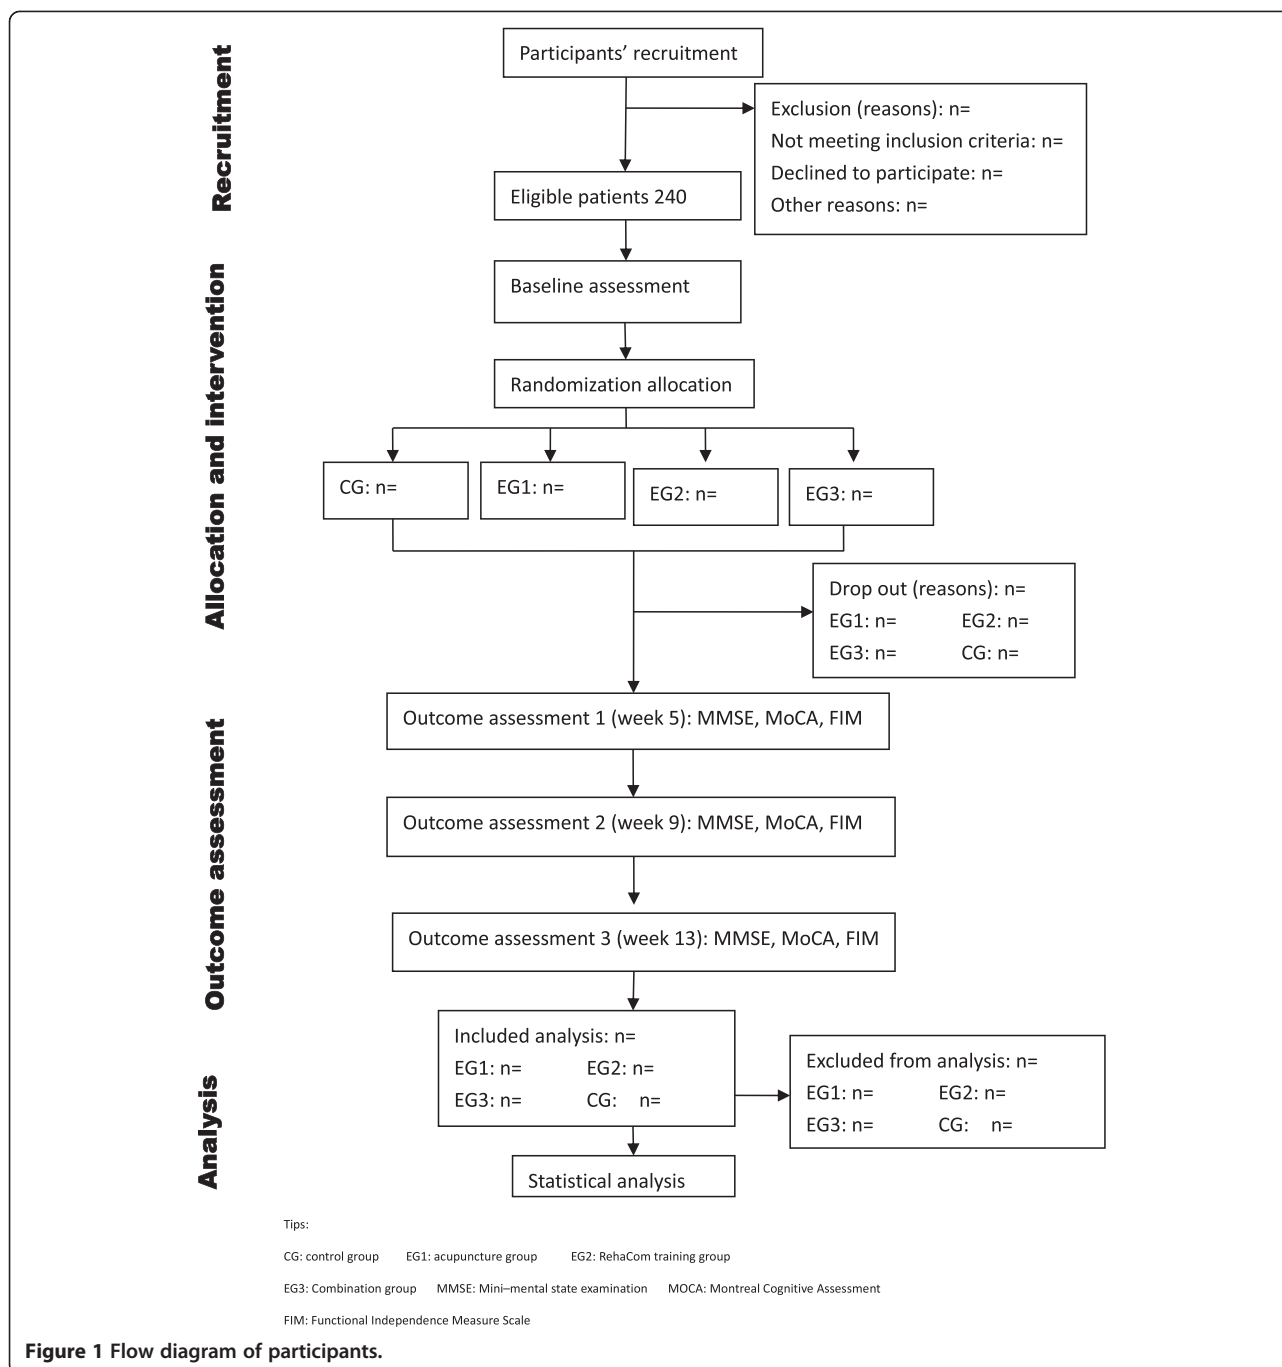 Recruitment
Participants’ recruitment
Exclusion (reasons): n=
Not meeting inclusion criteria: n=
Declined to participate: n=
Other reasons: n=
Eligible patients 240
Allocation and intervention
Baseline assessment
Randomization allocation
CG: n=
EG1: n=
EG2: n=
EG3: n=
Drop out (reasons): n=
EG1: n= EG2: n=
EG3: n= CG: n=
Outcome assessment
Outcome assessment 1 (week 5): MMSE, MoCA, FIM
Outcome assessment 2 (week 9): MMSE, MoCA, FIM
Outcome assessment 3 (week 13): MMSE, MoCA, FIM
Analysis
Included analysis: n=
EG1: n= EG2: n=
EG3: n= CG: n=
Excluded from analysis: n=
EG1: n= EG2: n=
EG3: n= CG: n=
Statistical analysis
Tips:
CG: control group EG1: acupuncture group EG2: RehaCom training group
EG3: Combination group MMSE: Mini–mental state examination MOCA: Montreal Cognitive Assessment
FIM: Functional Independence Measure Scale
Figure 1 Flow diagram of participants.